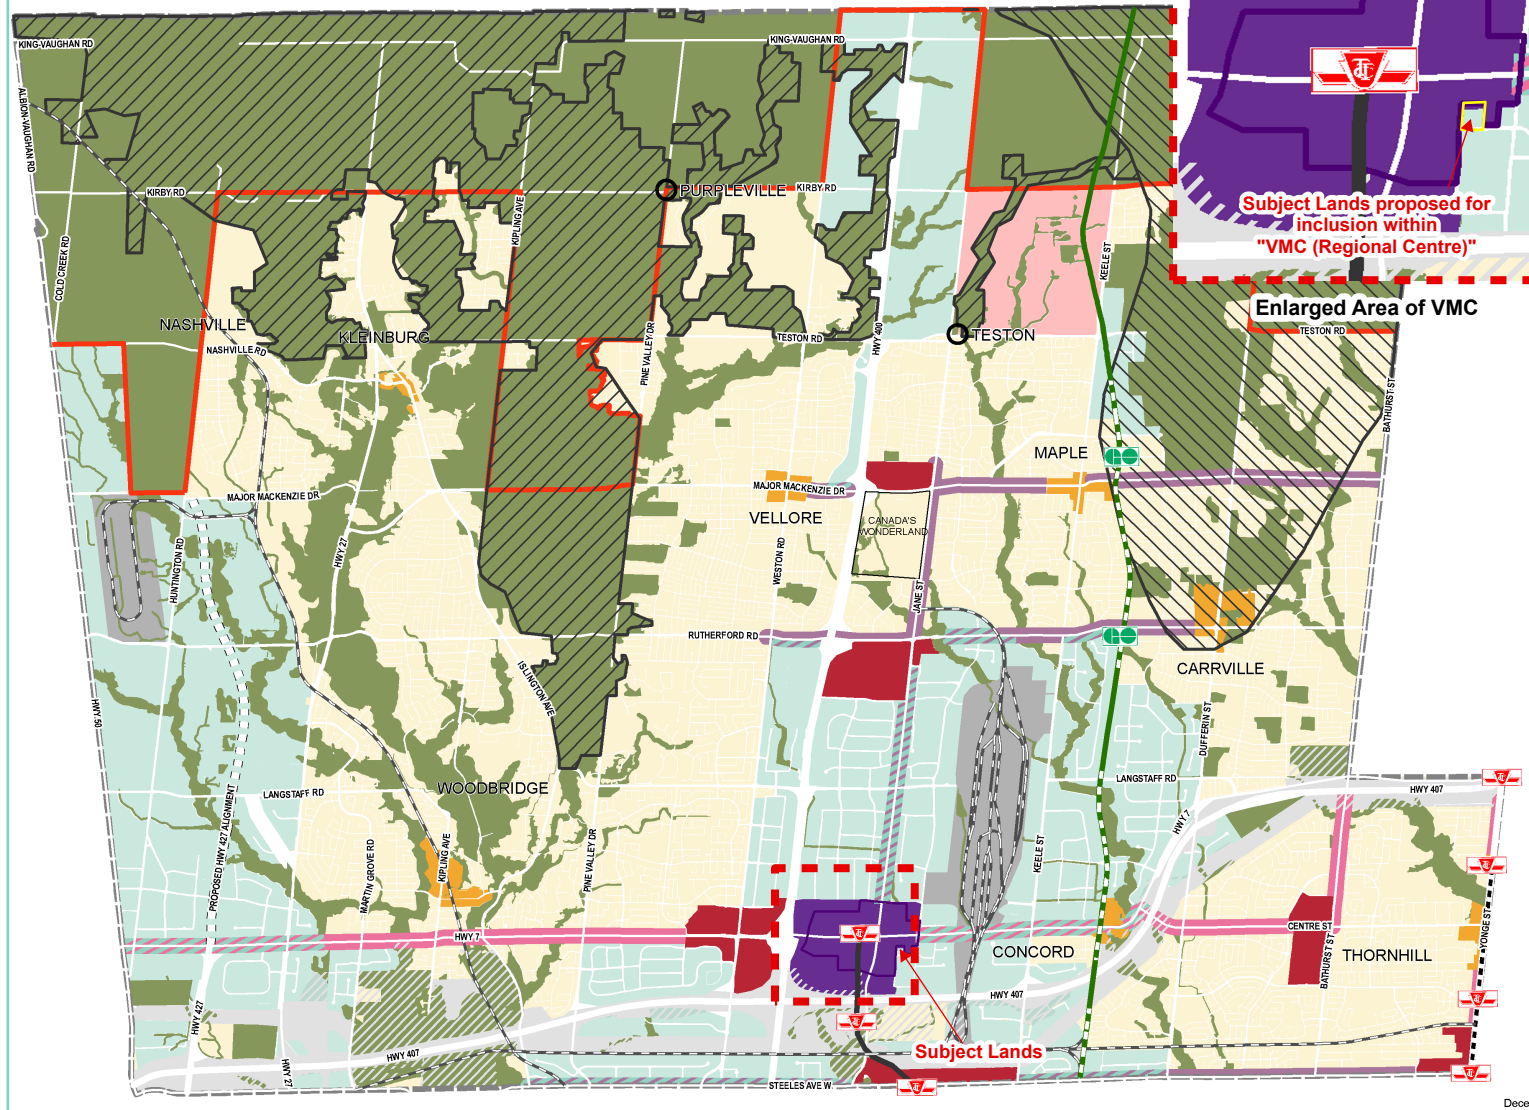 KING-VAUGHAN RD
KING-VAUGHAN RD
ALBION-VAUGHAN RD
Subject Lands proposed for
inclusion within
"VMC (Regional Centre)"
Enlarged Area of VMC
KIRBY RD
KIPLING AVE
PURPLEVILLE
KIRBY RD
COLD CREEK RD
KEELE ST
NASHVILLE
KLEINBURG
NASHVILLE RD
PINE VALLEY DR
TESTON RD
HWY 400
TESTON
TESTON RD
BATHURST ST
MAPLE
MAJOR MACKENZIE DR
MAJOR MACKENZIE DR
VELLORE
CANADA'S
WONDERLAND
HUNTINGTON RD
HWY 27
WESTON RD
JANE ST
RUTHERFORD RD
ISLINGTON AVE
CARRVILLE
HWY 50
DUFFERIN ST
WOODBRIDGE
LANGSTAFF RD
LANGSTAFF RD
HWY 407
PROPOSED HWY 427 ALIGNMENT
MARTIN GROVE RD
KIPLING AVE
PINE VALLEY DR
KEELE ST
HWY 7
HWY 7
CENTRE ST
CONCORD
THORNHILL
BATHURST ST
YONGE ST
HWY 407
HWY 427
Subject Lands
HWY 407
HWY 27
STEELES AVE W
Dece